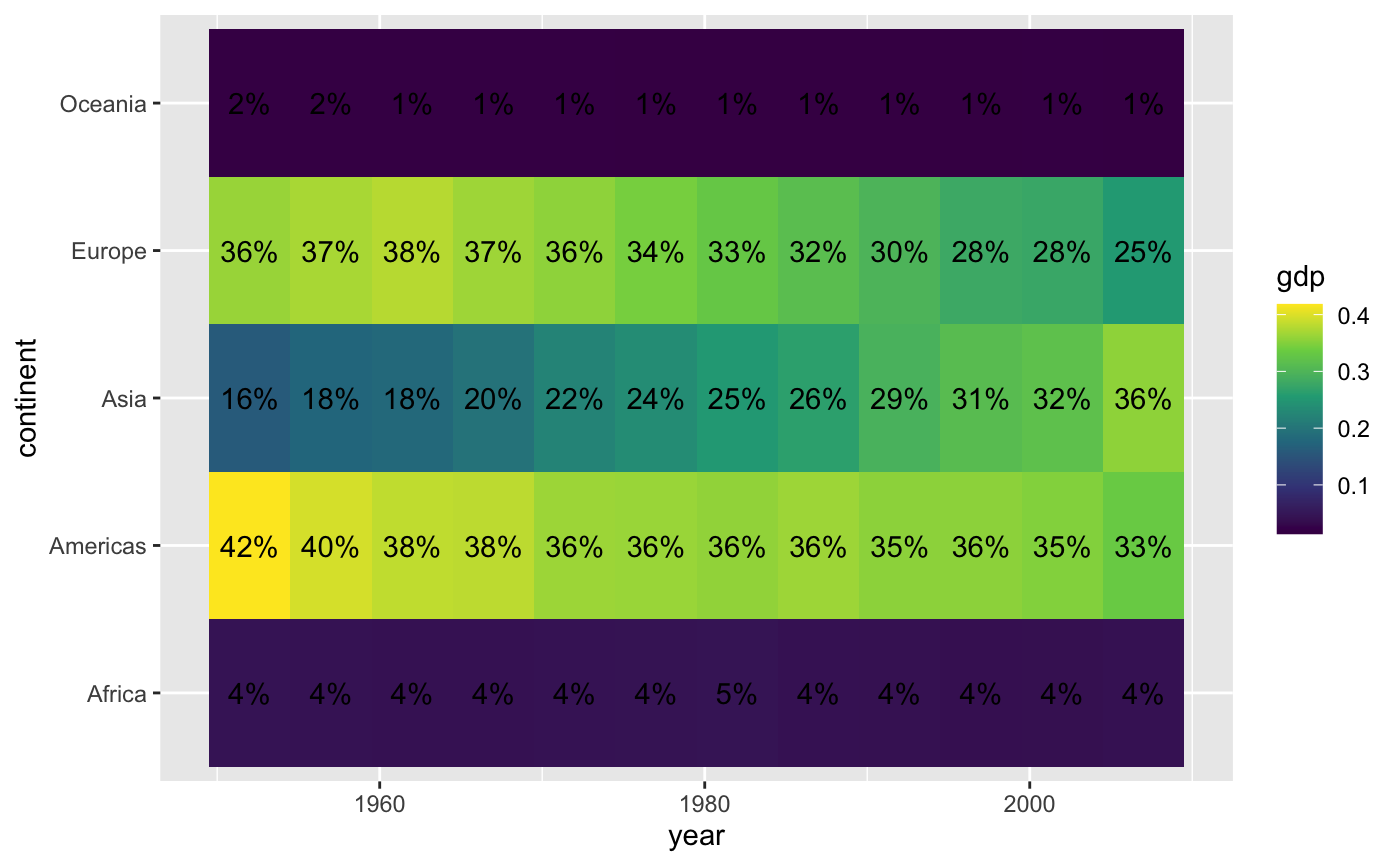 Oceania 2% 2% 1% 1% 1% 1% 1% 1% 1% 1% 1% 1%
Europe 36% 37% 38% 37% 36% 34% 33% 32% 30% 28% 28% 25%
Asia 16% 18% 18% 20% 22% 24% 25% 26% 29% 31% 32% 36%
Americas 42% 40% 38% 38% 36% 36% 36% 36% 35% 36% 35% 33%
Africa 4% 4% 4% 4% 4% 4% 5% 4% 4% 4% 4% 4%
continent
1960 1980 2000
year
gdp
0.4
0.3
0.2
0.1